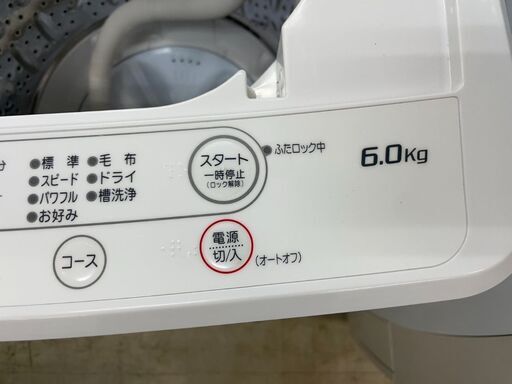 分
標準
毛布
スピード
ドライ
パワフル
槽洗浄
お好み
スタート
一時停止
(ロック解除)
ふたロック中
6.0Kg
コース
電源
切/入
(オートオフ)